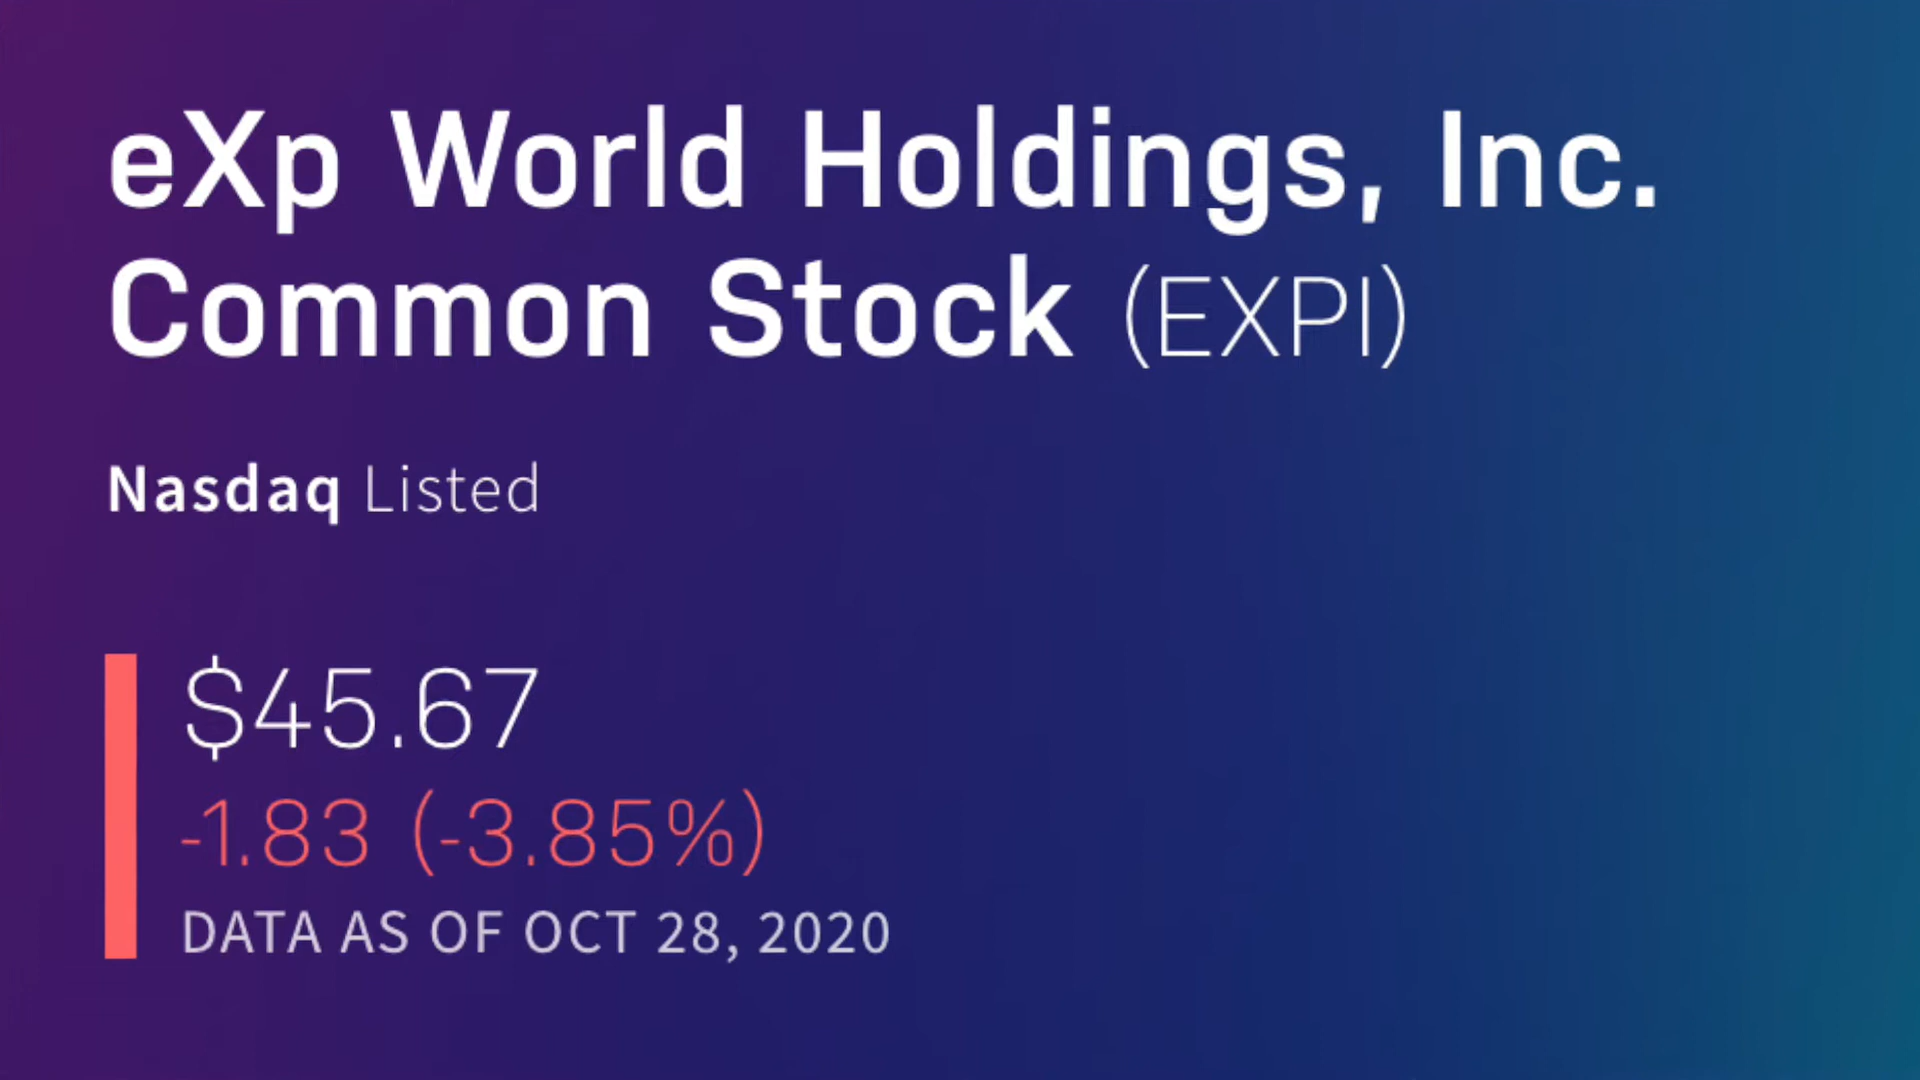 eXp World Holdings, Inc.
Common Stock (EXPI)
Nasdaq Listed
$45.67
-1.83 (-3.85%)
DATA AS OF OCT 28, 2020